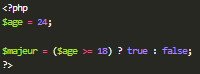 <?php
$age = 24;
$majeur = ($age >= 18) ? true : false;
?>